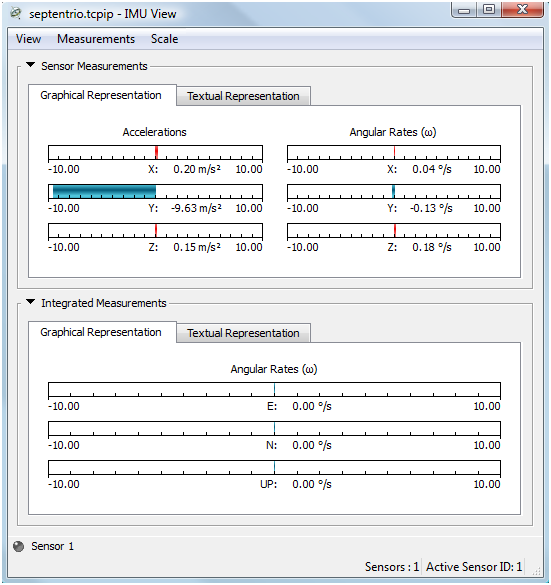 septentrio.tcpip - IMU View
View Measurements Scale
Sensor Measurements
Graphical Representation Textual Representation
Accelerations Angular Rates (ω)
-10.00 X: 0.20 m/s² 10.00 -10.00 X: 0.04 °/s 10.00
-10.00 Y: -9.63 m/s² 10.00 -10.00 Y: -0.13 °/s 10.00
-10.00 Z: 0.15 m/s² 10.00 -10.00 Z: 0.18 °/s 10.00
Integrated Measurements
Graphical Representation Textual Representation
Angular Rates (ω)
-10.00 E: 0.00 °/s 10.00
-10.00 N: 0.00 °/s 10.00
-10.00 UP: 0.00 °/s 10.00
Sensor 1
Sensors : 1 Active Sensor ID: 1